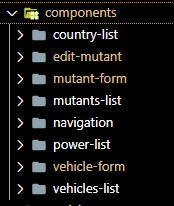 components
country-list
edit-mutant
mutant-form
mutants-list
navigation
power-list
vehicle-form
vehicles-list